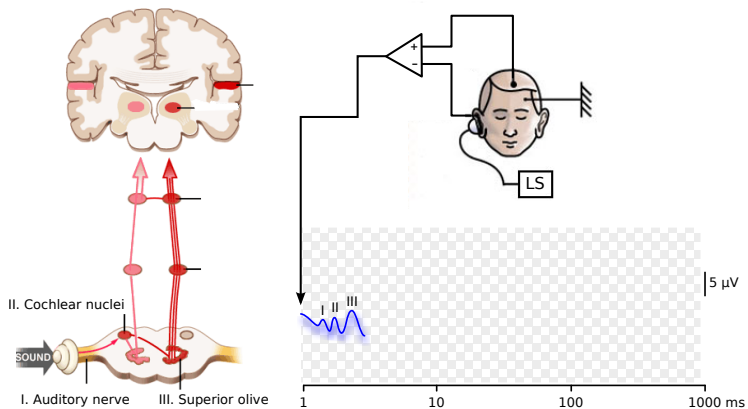 +
−
LS
5 μV
II. Cochlear nuclei
I II III
SOUND
I. Auditory nerve
III. Superior olive
1 10 100 1000 ms